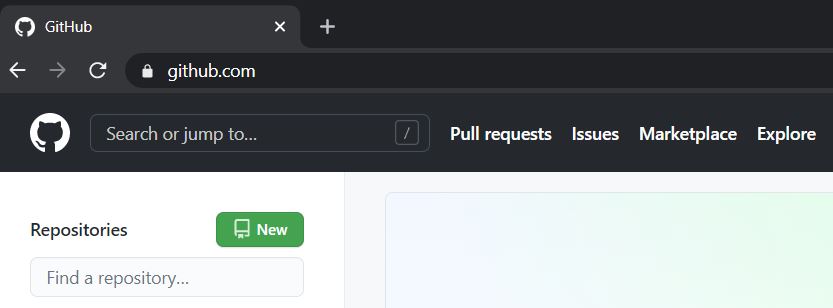 GitHub
github.com
Search or jump to... / Pull requests Issues Marketplace Explore
Repositories New
Find a repository...